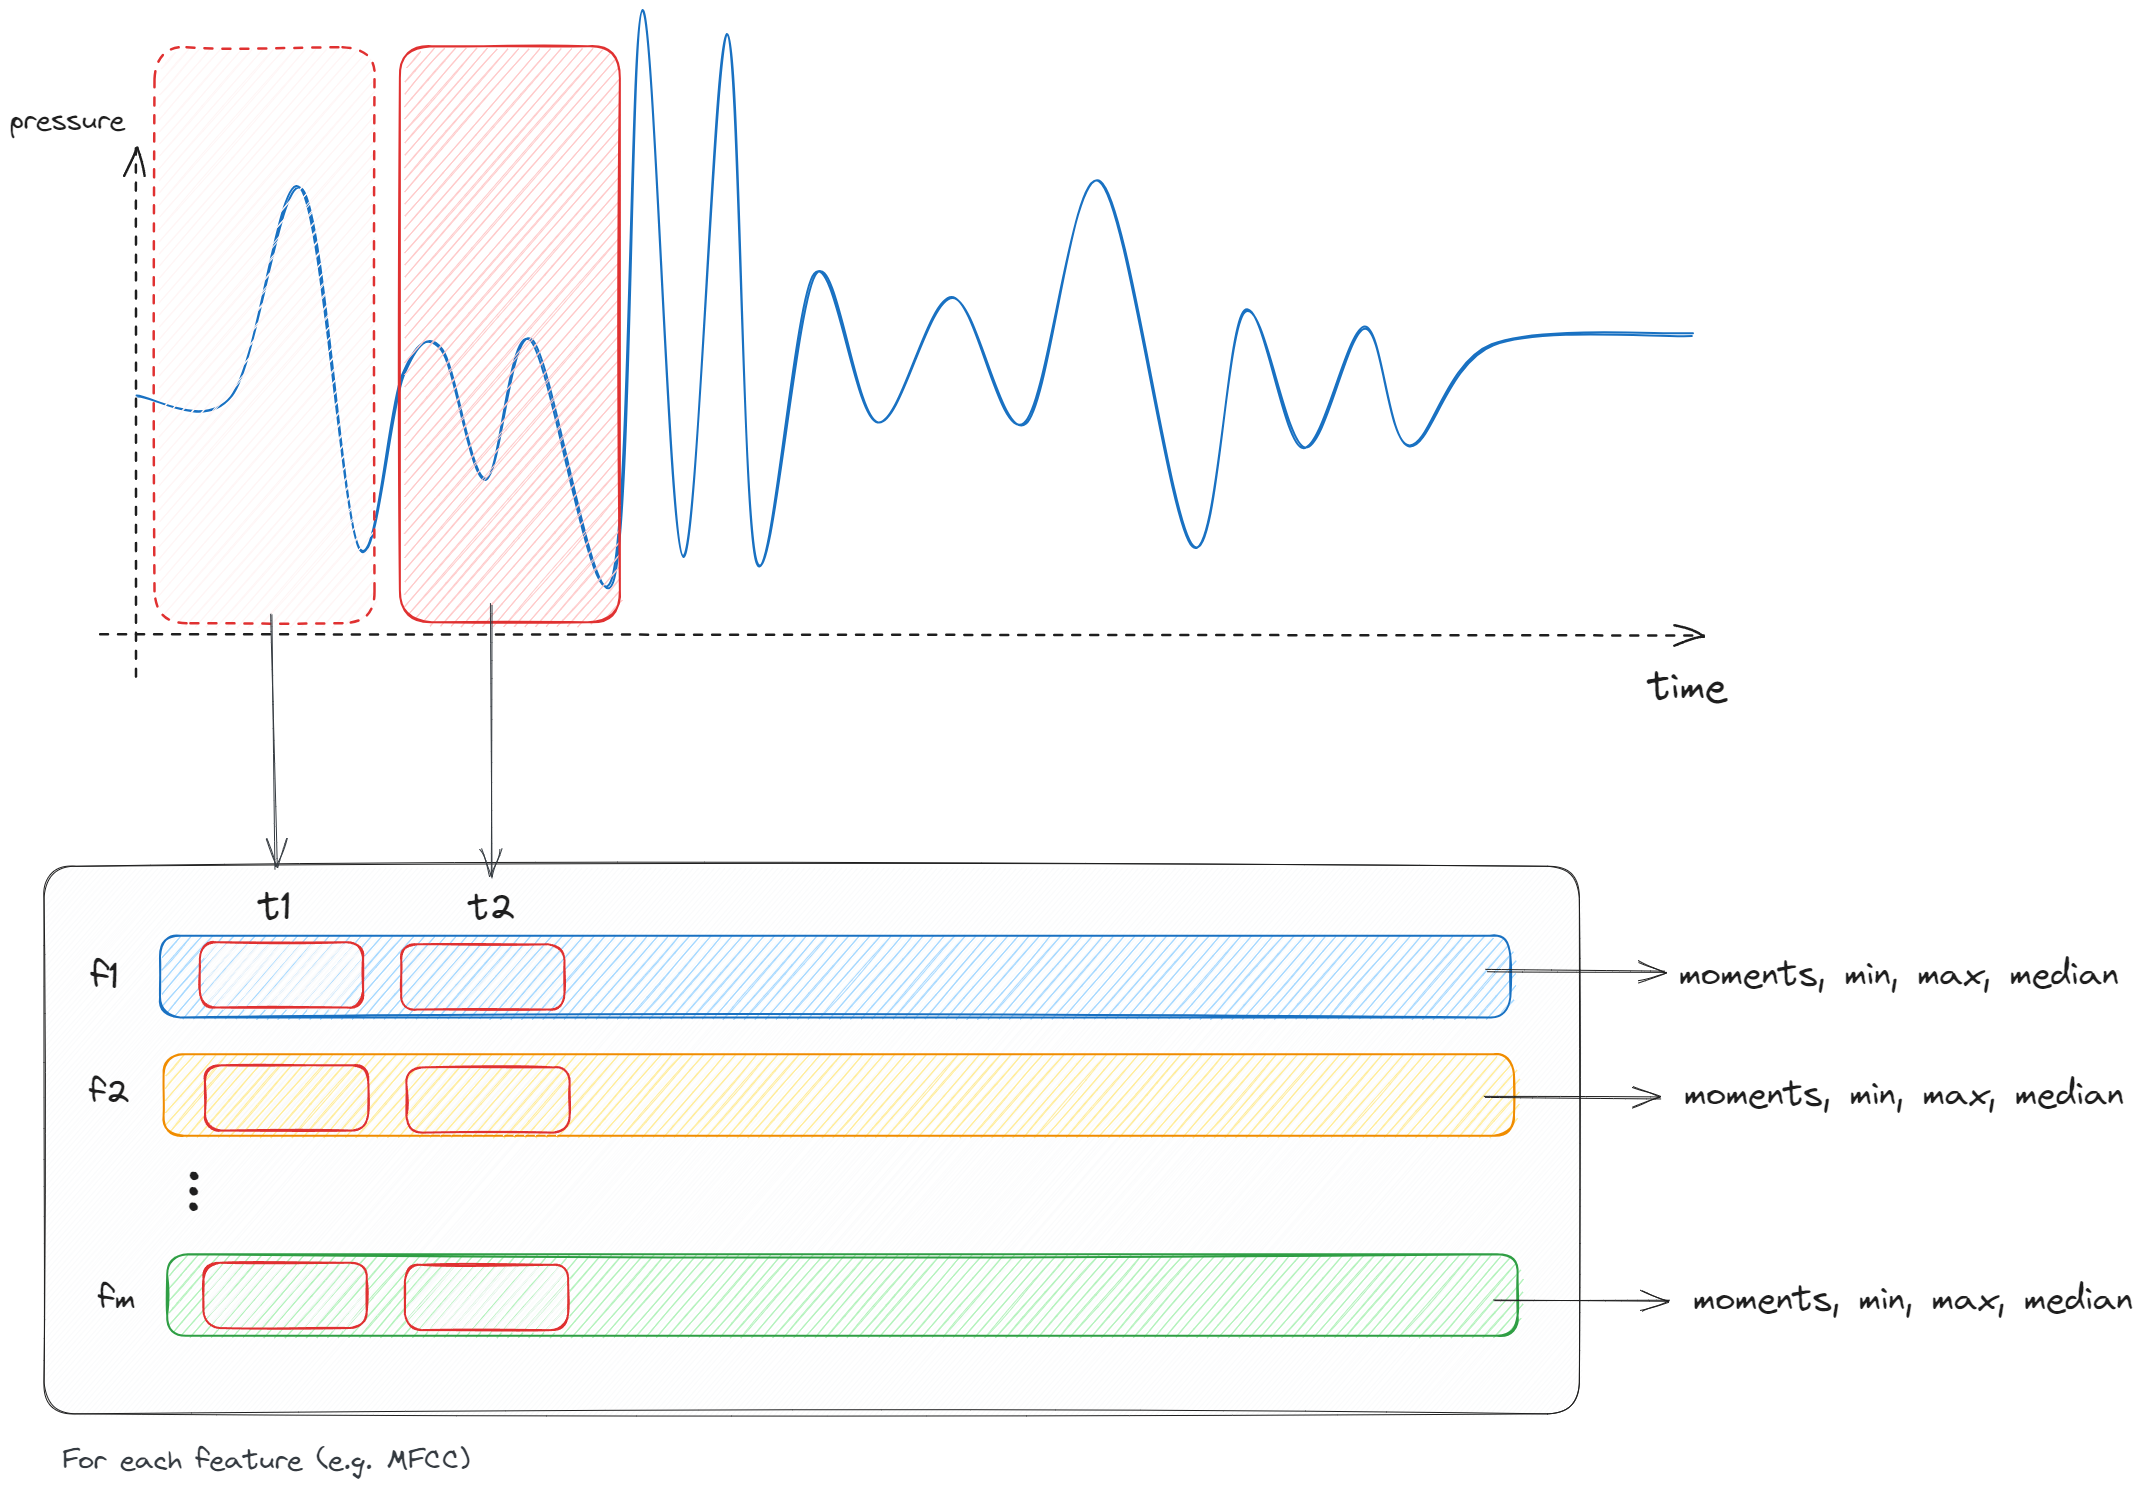 pressure
time
t1 t2
f1 moments, min, max, median
f2 moments, min, max, median
fm moments, min, max, median
For each feature (e.g. MFCC)